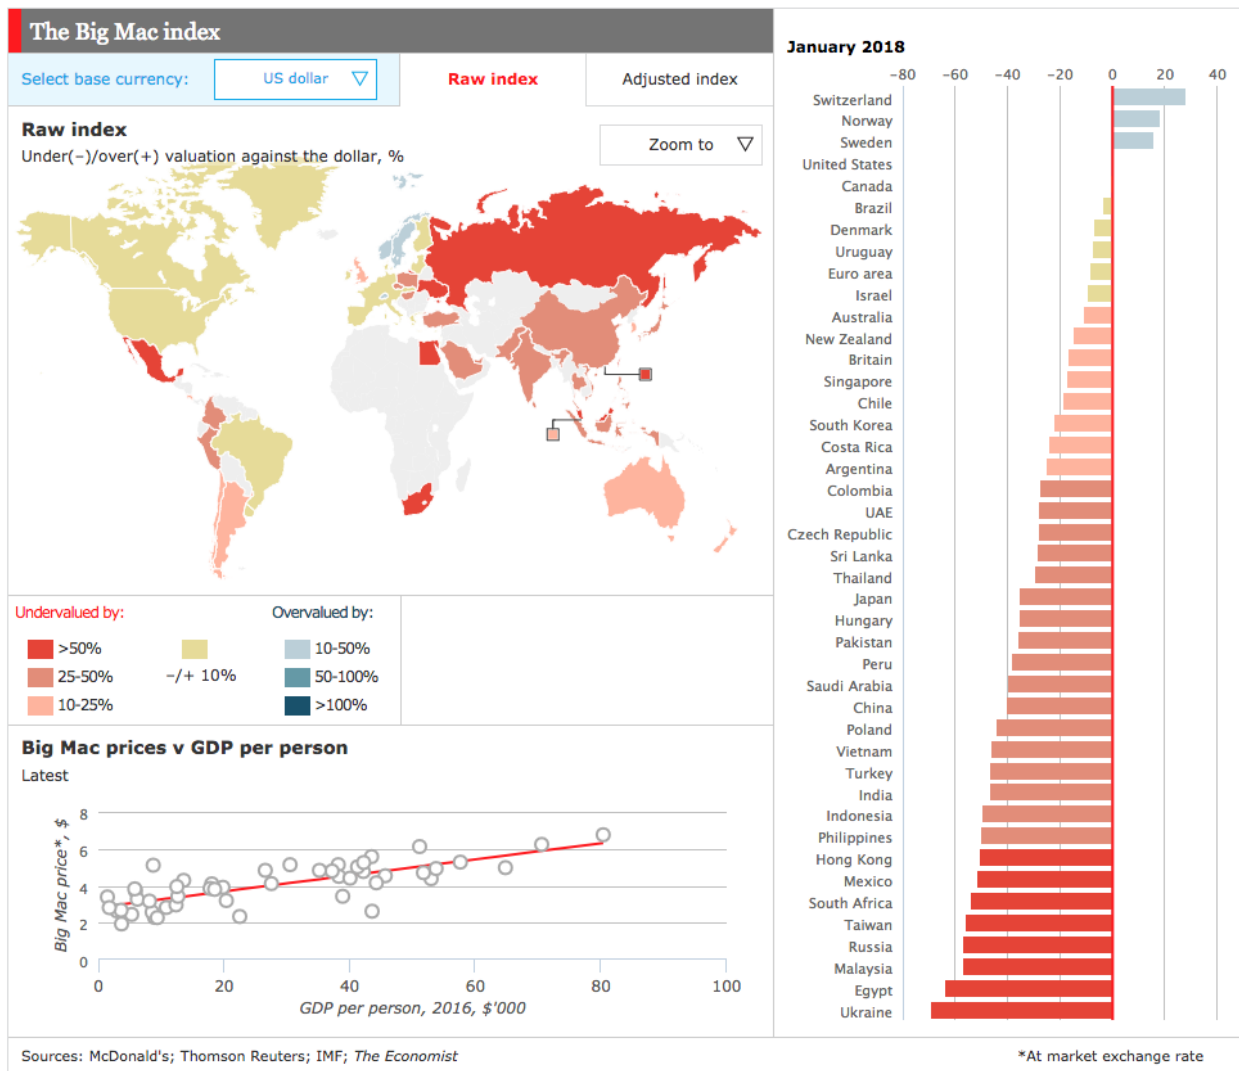 The Big Mac index
Select base currency: US dollar Raw index Adjusted index
Raw index
Under(−)/over(+) valuation against the dollar, %
Zoom to
Undervalued by: Overvalued by:
>50% 10-50%
25-50% −/+ 10% 50-100%
10-25% >100%
Big Mac prices v GDP per person
Latest
Big Mac price*, $
8
6
4
2
0
0 20 40 60 80 100
GDP per person, 2016, $'000
January 2018
-80 -60 -40 -20 0 20 40
Switzerland
Norway
Sweden
United States
Canada
Brazil
Denmark
Uruguay
Euro area
Israel
Australia
New Zealand
Britain
Singapore
Chile
South Korea
Costa Rica
Argentina
Colombia
UAE
Czech Republic
Sri Lanka
Thailand
Japan
Hungary
Pakistan
Peru
Saudi Arabia
China
Poland
Vietnam
Turkey
India
Indonesia
Philippines
Hong Kong
Mexico
South Africa
Taiwan
Russia
Malaysia
Egypt
Ukraine
Sources: McDonald's; Thomson Reuters; IMF; The Economist
*At market exchange rate